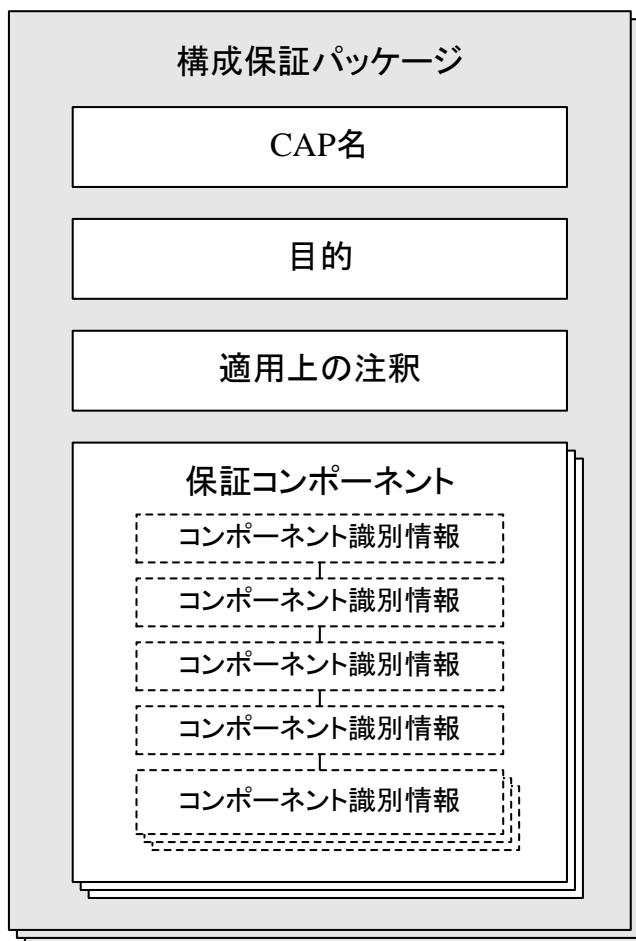 構成保証パッケージ
CAP名
目的
適用上の注釈
保証コンポーネント
コンポーネント識別情報
コンポーネント識別情報
コンポーネント識別情報
コンポーネント識別情報
コンポーネント識別情報